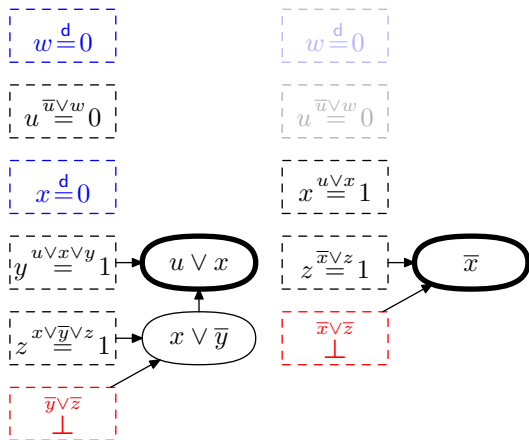 w =ᵈ 0
u =^{u̅∨w} 0
x =ᵈ 0
y =^{u∨x∨y} 1
u ∨ x
z =^{x∨y̅∨z} 1
x ∨ y̅
y̅∨z̅
⊥
w =ᵈ 0
u =^{u̅∨w} 0
x =^{u∨x} 1
z =^{x̅∨z} 1
x̅
x̅∨z̅
⊥